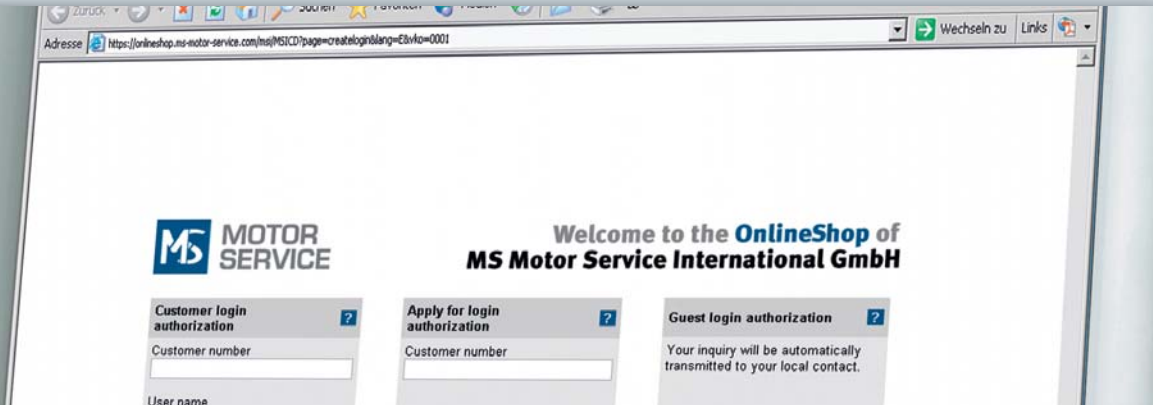 Zurück
Suchen
Favoriten
Medien
Adresse https://onlineshop.ms-motor-service.com/msj/MSICD?page=createlogin&lang=E&vko=0001
Wechseln zu Links
MS MOTOR
SERVICE
Welcome to the OnlineShop of
MS Motor Service International GmbH
Customer login
authorization ?
Customer number
User name
Apply for login
authorization ?
Customer number
Guest login authorization ?
Your inquiry will be automatically
transmitted to your local contact.